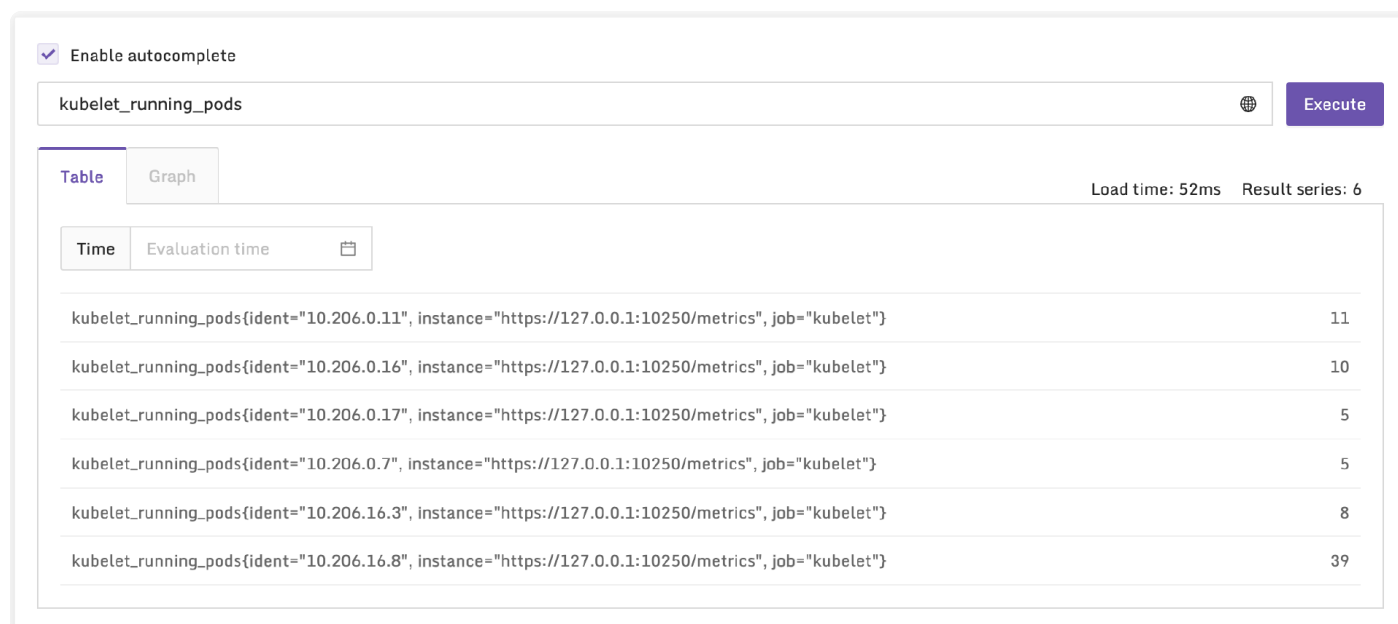 Enable autocomplete
kubelet_running_pods
Execute
Table Graph
Load time: 52ms Result series: 6
Time Evaluation time
kubelet_running_pods{ident="10.206.0.11", instance="https://127.0.0.1:10250/metrics", job="kubelet"} 11
kubelet_running_pods{ident="10.206.0.16", instance="https://127.0.0.1:10250/metrics", job="kubelet"} 10
kubelet_running_pods{ident="10.206.0.17", instance="https://127.0.0.1:10250/metrics", job="kubelet"} 5
kubelet_running_pods{ident="10.206.0.7", instance="https://127.0.0.1:10250/metrics", job="kubelet"} 5
kubelet_running_pods{ident="10.206.16.3", instance="https://127.0.0.1:10250/metrics", job="kubelet"} 8
kubelet_running_pods{ident="10.206.16.8", instance="https://127.0.0.1:10250/metrics", job="kubelet"} 39